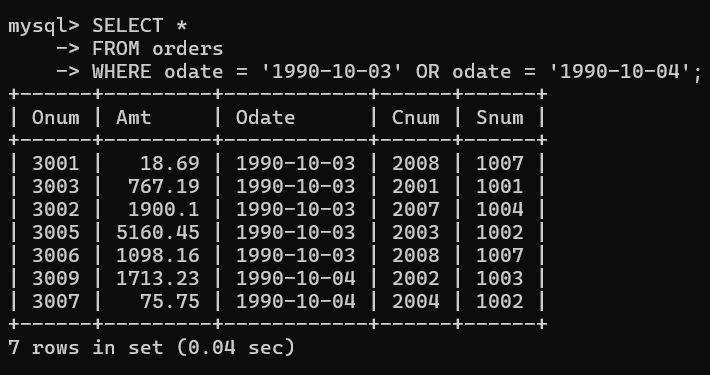 mysql> SELECT *
    -> FROM orders
    -> WHERE odate = '1990-10-03' OR odate = '1990-10-04';
+------+---------+------------+------+------+
| Onum | Amt     | Odate      | Cnum | Snum |
+------+---------+------------+------+------+
| 3001 |   18.69 | 1990-10-03 | 2008 | 1007 |
| 3003 |  767.19 | 1990-10-03 | 2001 | 1001 |
| 3002 |  1900.1 | 1990-10-03 | 2007 | 1004 |
| 3005 | 5160.45 | 1990-10-03 | 2003 | 1002 |
| 3006 | 1098.16 | 1990-10-03 | 2008 | 1007 |
| 3009 | 1713.23 | 1990-10-04 | 2002 | 1003 |
| 3007 |   75.75 | 1990-10-04 | 2004 | 1002 |
+------+---------+------------+------+------+
7 rows in set (0.04 sec)